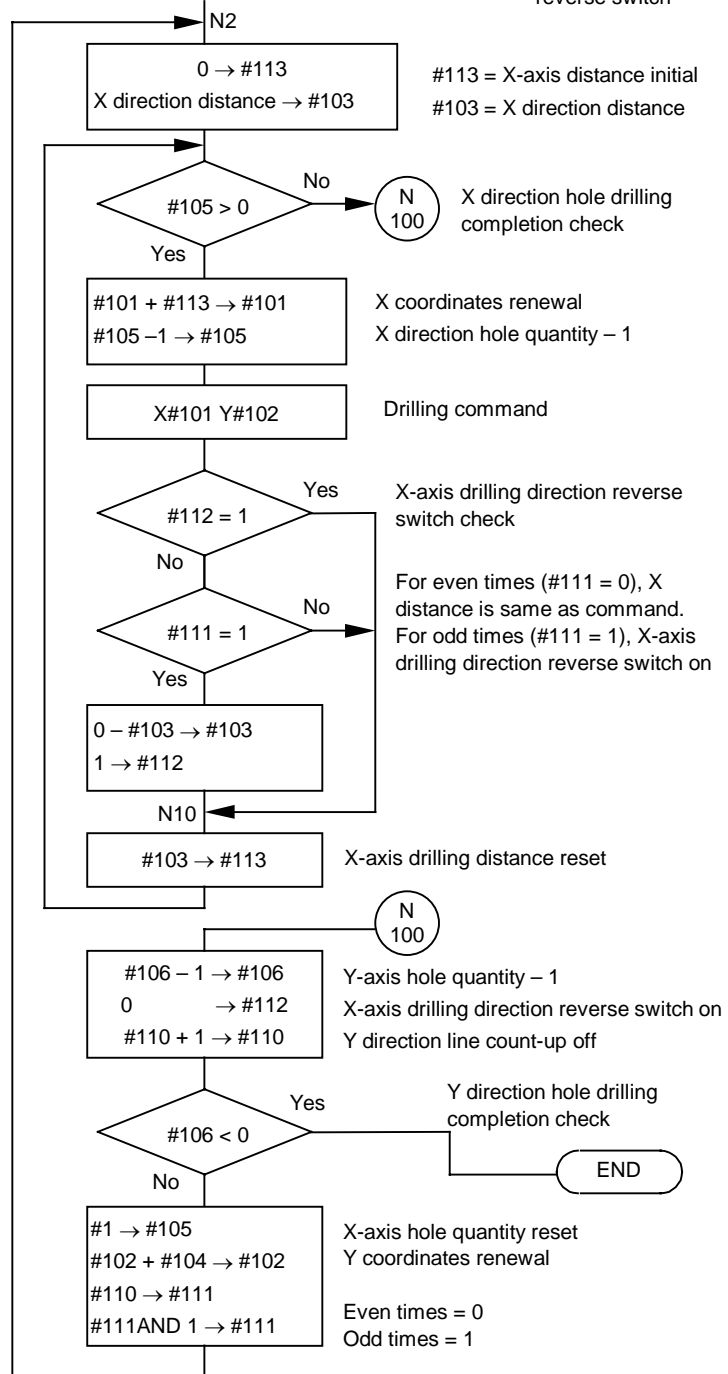 reverse switch
N2
0 → #113
X direction distance → #103
#113 = X-axis distance initial
#103 = X direction distance
#105 > 0
No
N
100
X direction hole drilling
completion check
Yes
#101 + #113 → #101
#105 –1 → #105
X coordinates renewal
X direction hole quantity – 1
X#101 Y#102
Drilling command
#112 = 1
Yes
X-axis drilling direction reverse
switch check
No
#111 = 1
No
For even times (#111 = 0), X
distance is same as command.
For odd times (#111 = 1), X-axis
drilling direction reverse switch on
Yes
0 – #103 → #103
1 → #112
N10
#103 → #113
X-axis drilling distance reset
N
100
#106 – 1 → #106
0 → #112
#110 + 1 → #110
Y-axis hole quantity – 1
X-axis drilling direction reverse switch on
Y direction line count-up off
#106 < 0
Yes
Y direction hole drilling
completion check
END
No
#1 → #105
#102 + #104 → #102
#110 → #111
#111AND 1 → #111
X-axis hole quantity reset
Y coordinates renewal
Even times = 0
Odd times = 1